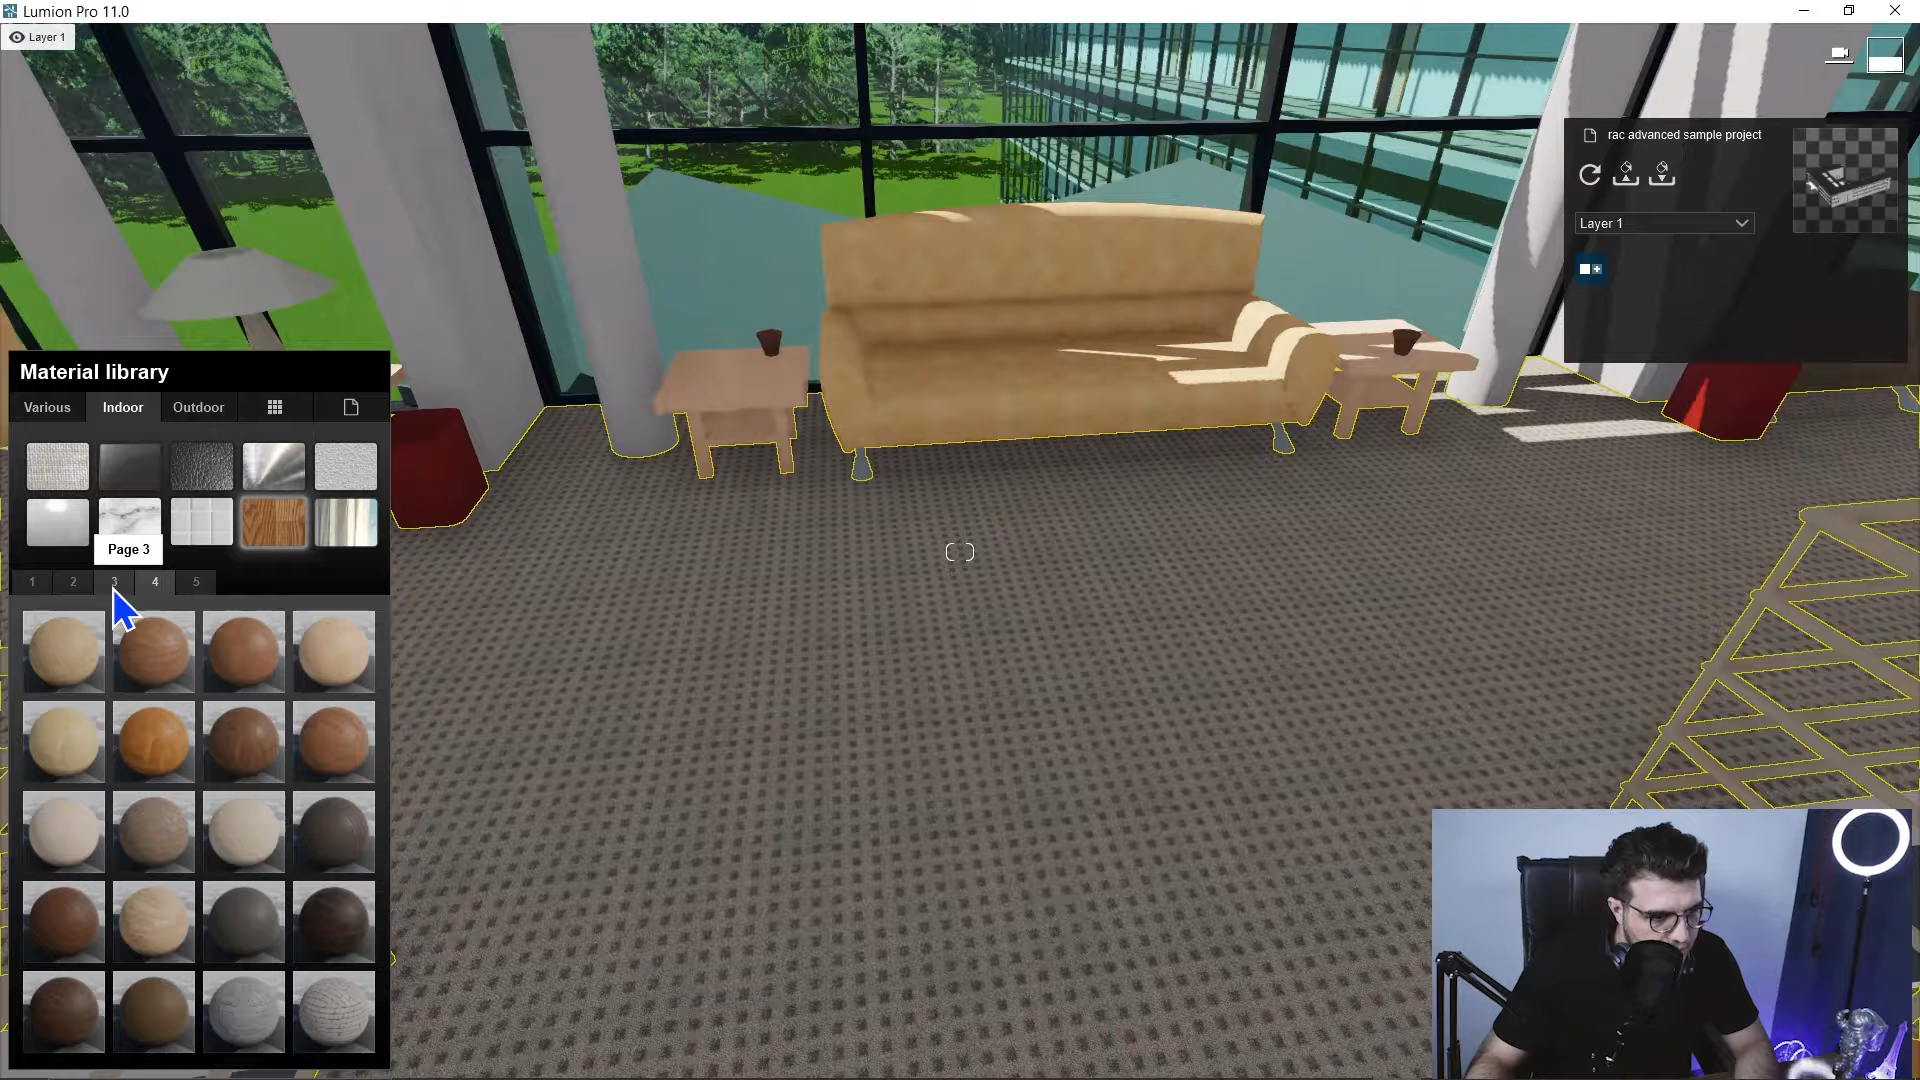 Lumion Pro 11.0
Layer 1
rac advanced sample project
Layer 1
Material library
Various Indoor Outdoor
Page 3
1 2 3 4 5